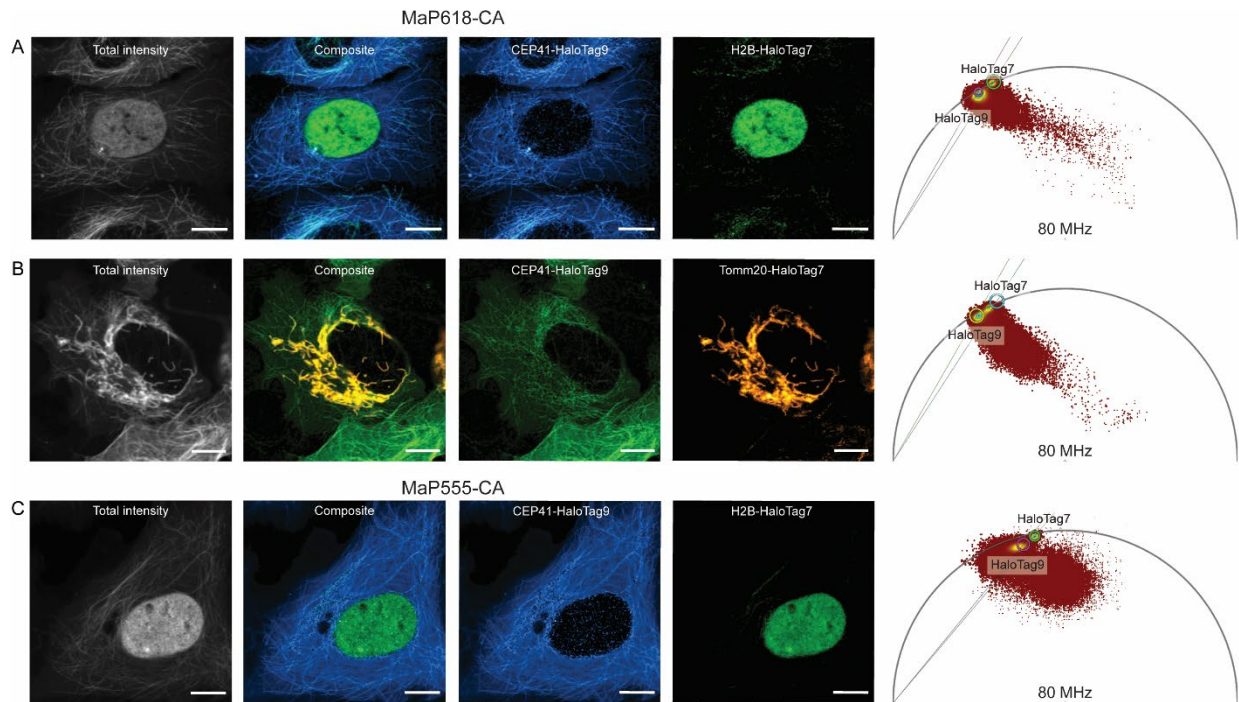 MaP618-CA
A
Total intensity
Composite
CEP41-HaloTag9
H2B-HaloTag7
HaloTag7
HaloTag9
80 MHz
B
Total intensity
Composite
CEP41-HaloTag9
Tomm20-HaloTag7
HaloTag7
HaloTag9
80 MHz
MaP555-CA
C
Total intensity
Composite
CEP41-HaloTag9
H2B-HaloTag7
HaloTag7
HaloTag9
80 MHz